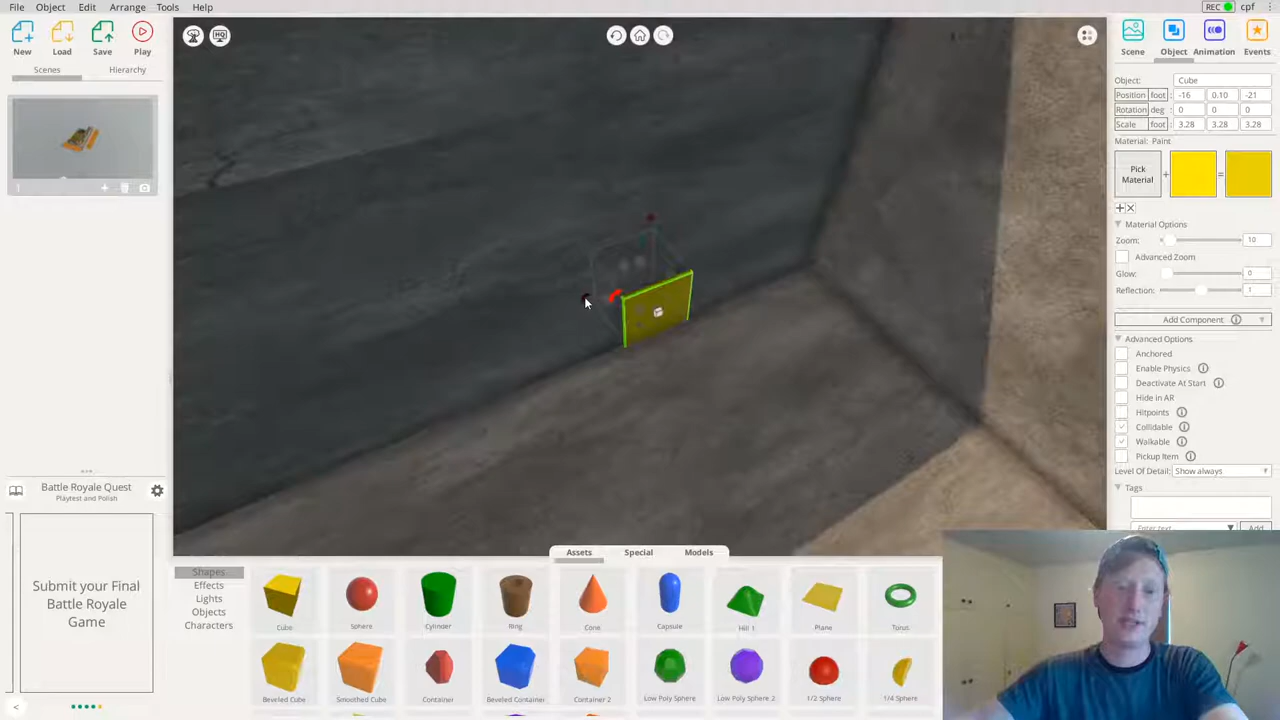 File Object Edit Arrange Tools Help
REC cpf
New Load Save Play
HQ
Scene Object Animation Events
Scenes Hierarchy
Object: Cube
Position foot : -16 0.10 -21
Rotation deg : 0 0 0
Scale foot : 3.28 3.28 3.28
Material: Paint
Pick Material + =
Material Options
Zoom: 10
Advanced Zoom
Glow: 0
Reflection: 1
Add Component
Advanced Options
Anchored
Enable Physics
Deactivate At Start
Hide in AR
Hitpoints
Collidable
Walkable
Pickup Item
Level Of Detail: Show always
Tags
Enter text Add
Battle Royale Quest
Playtest and Polish
Submit your Final
Battle Royale
Game
Assets Special Models
Shapes
Effects
Lights
Objects
Characters
Cube Sphere Cylinder Ring Cone Capsule Hill 1 Plane Torus
Beveled Cube Smoothed Cube Container Beveled Container Container 2 Low Poly Sphere Low Poly Sphere 2 1/2 Sphere 1/4 Sphere